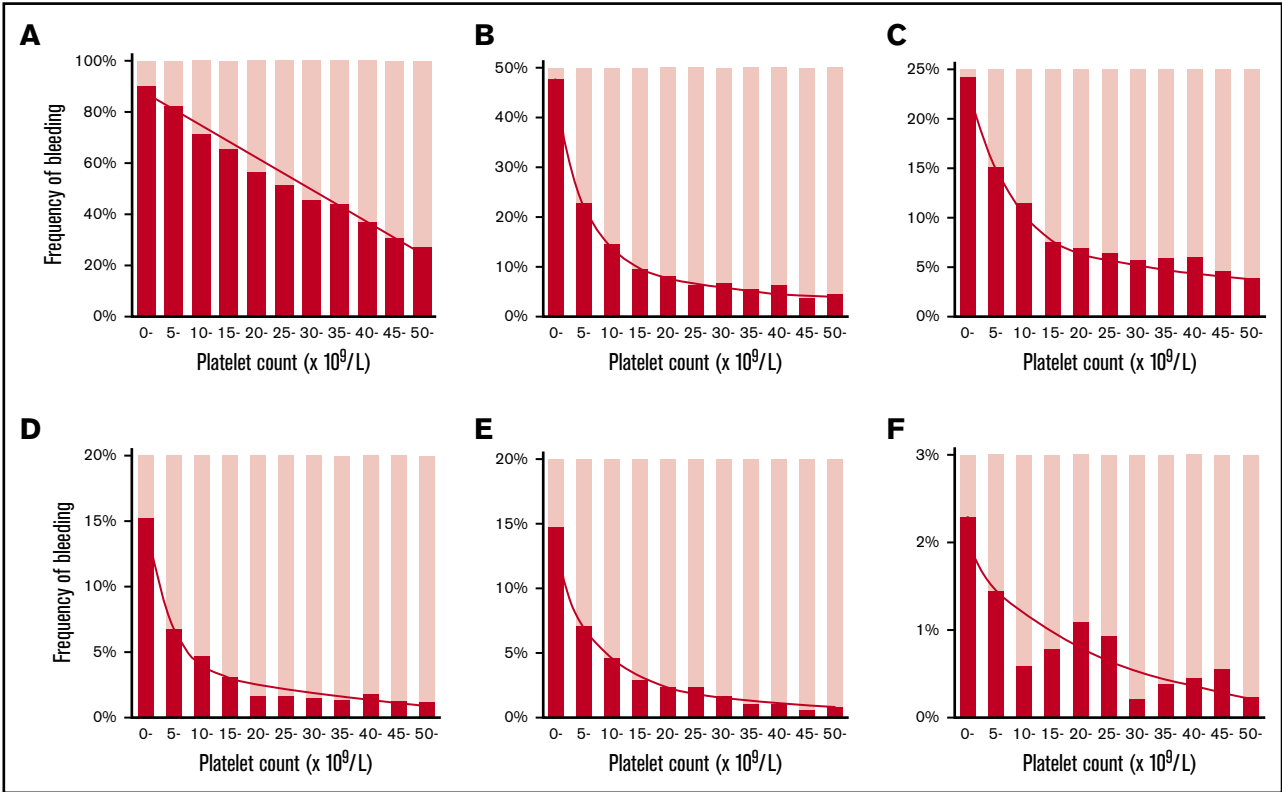 A
Frequency of bleeding
100%
80%
60%
40%
20%
0%
0- 5- 10- 15- 20- 25- 30- 35- 40- 45- 50-
Platelet count (x 10⁹/L)
B
50%
40%
30%
20%
10%
0%
0- 5- 10- 15- 20- 25- 30- 35- 40- 45- 50-
Platelet count (x 10⁹/L)
C
25%
20%
15%
10%
5%
0%
0- 5- 10- 15- 20- 25- 30- 35- 40- 45- 50-
Platelet count (x 10⁹/L)
D
Frequency of bleeding
20%
15%
10%
5%
0%
0- 5- 10- 15- 20- 25- 30- 35- 40- 45- 50-
Platelet count (x 10⁹/L)
E
20%
15%
10%
5%
0%
0- 5- 10- 15- 20- 25- 30- 35- 40- 45- 50-
Platelet count (x 10⁹/L)
F
3%
2%
1%
0%
0- 5- 10- 15- 20- 25- 30- 35- 40- 45- 50-
Platelet count (x 10⁹/L)